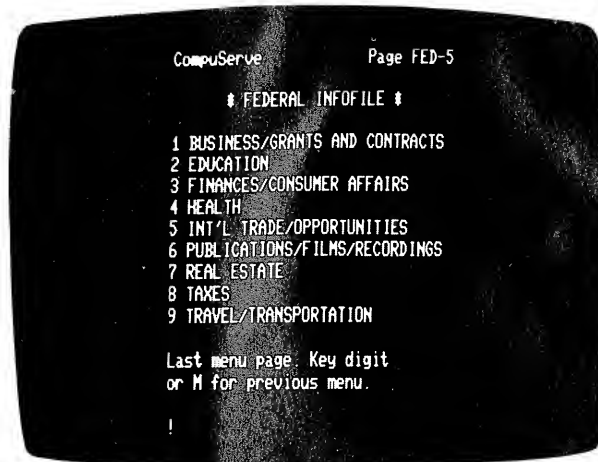 CompuServe Page FED-5
* FEDERAL INFOFILE *
1 BUSINESS/GRANTS AND CONTRACTS
2 EDUCATION
3 FINANCES/CONSUMER AFFAIRS
4 HEALTH
5 INT'L TRADE/OPPORTUNITIES
6 PUBLICATIONS/FILMS/RECORDINGS
7 REAL ESTATE
8 TAXES
9 TRAVEL/TRANSPORTATION
Last menu page. Key digit
or M for previous menu.
!